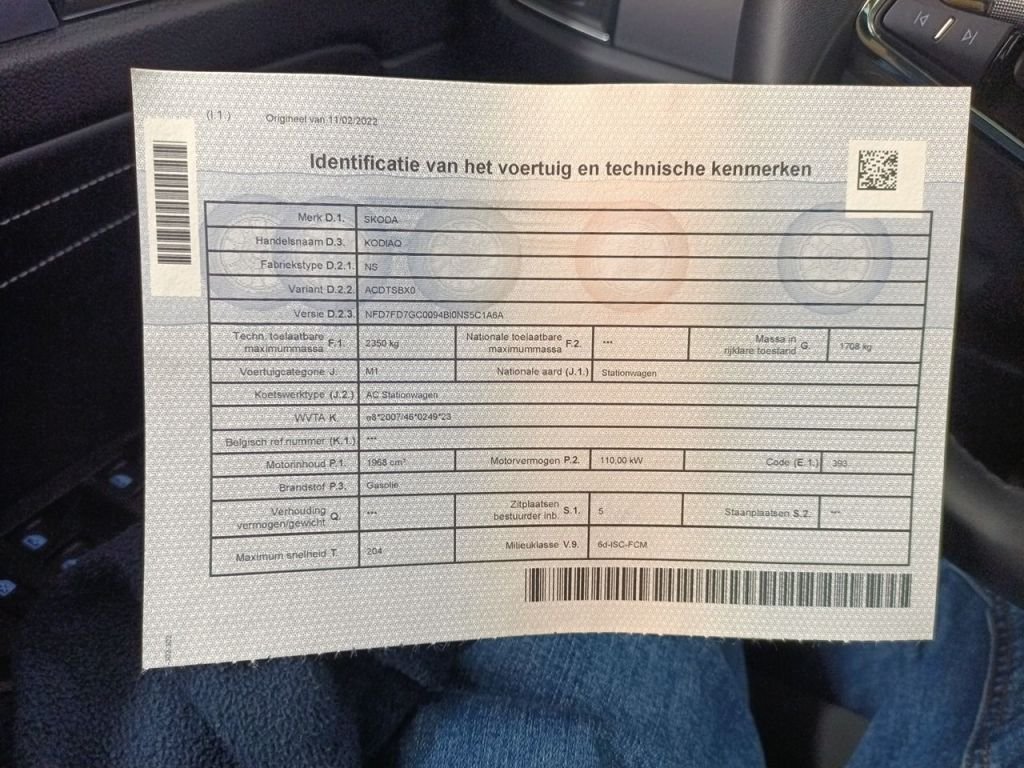 (I.1)
Origineel van 11/02/2022
Identificatie van het voertuig en technische kenmerken
Merk D.1. SKODA
Handelsnaam D.3. KODIAQ
Fabriekstype D.2.1. NS
Variant D.2.2. ACDTSBX0
Versie D.2.3. NFD7FD7GC0094BI0NS5C1A6A
Techn. toelaatbare maximummassa F.1. 2350 kg Nationale toelaatbare maximummassa F.2. *** Massa in rijklare toestand G. 1708 kg
Voertuigcategorie J. M1 Nationale aard (J.1.) Stationwagen
Koetswerktype (J.2.) AC Stationwagen
WVTA K. e8*2007/46*0249*23
Belgisch ref.nummer (K.1.) ***
Motorinhoud P.1. 1968 cm³ Motorvermogen P.2. 110,00 kW Code (E.1.) 393
Brandstof P.3. Gasolie
Verhouding vermogen/gewicht Q. *** Zitplaatsen bestuurder inb. S.1. 5 Staanplaatsen S.2. ***
Maximum snelheid T. 204 Milieuklasse V.9. 6d-ISC-FCM